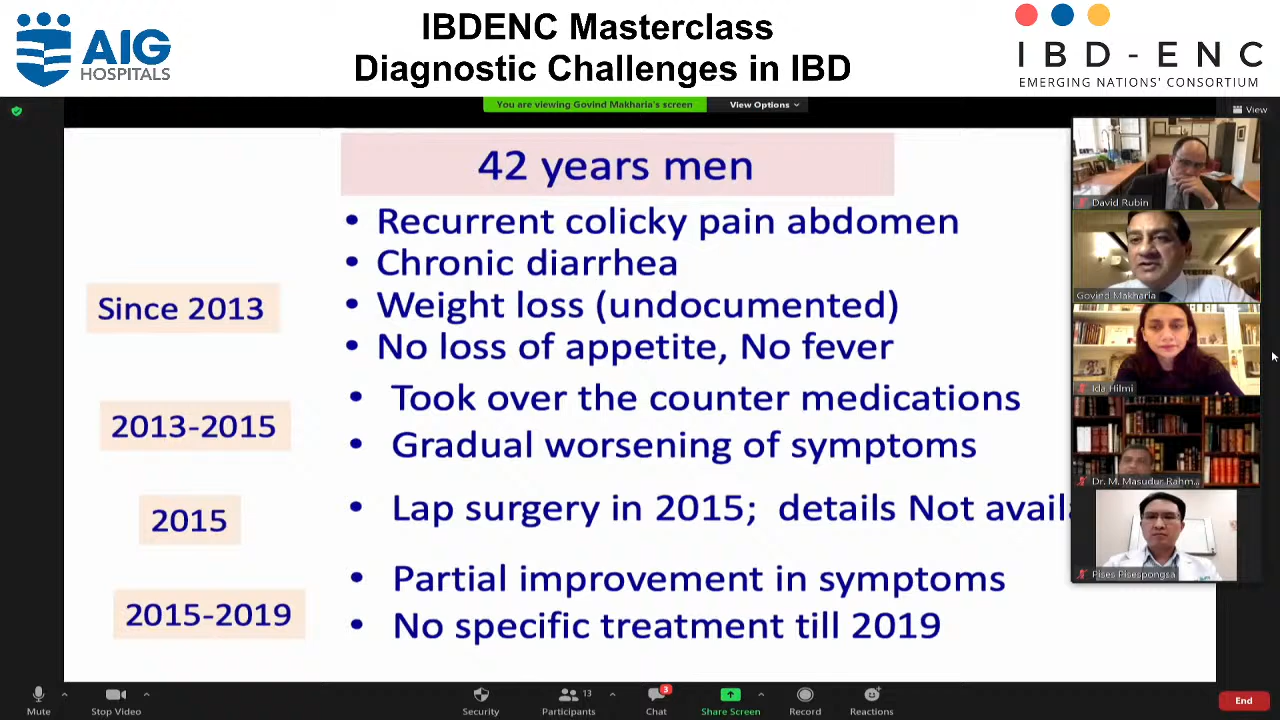 AIG
HOSPITALS
IBDENC Masterclass
Diagnostic Challenges in IBD
IBD-ENC
EMERGING NATIONS' CONSORTIUM
You are viewing Govind Makharia's screen
View Options
View
42 years men
Since 2013
• Recurrent colicky pain abdomen
• Chronic diarrhea
• Weight loss (undocumented)
• No loss of appetite, No fever
2013-2015
• Took over the counter medications
• Gradual worsening of symptoms
2015
• Lap surgery in 2015; details Not avail
2015-2019
• Partial improvement in symptoms
• No specific treatment till 2019
David Rubin
Govind Makharia
Ida Hilmi
Dr. M. Masudur Rahm...
Pises Pisespongsa
Mute
Stop Video
Security
13
Participants
3
Chat
Share Screen
Record
Reactions
End